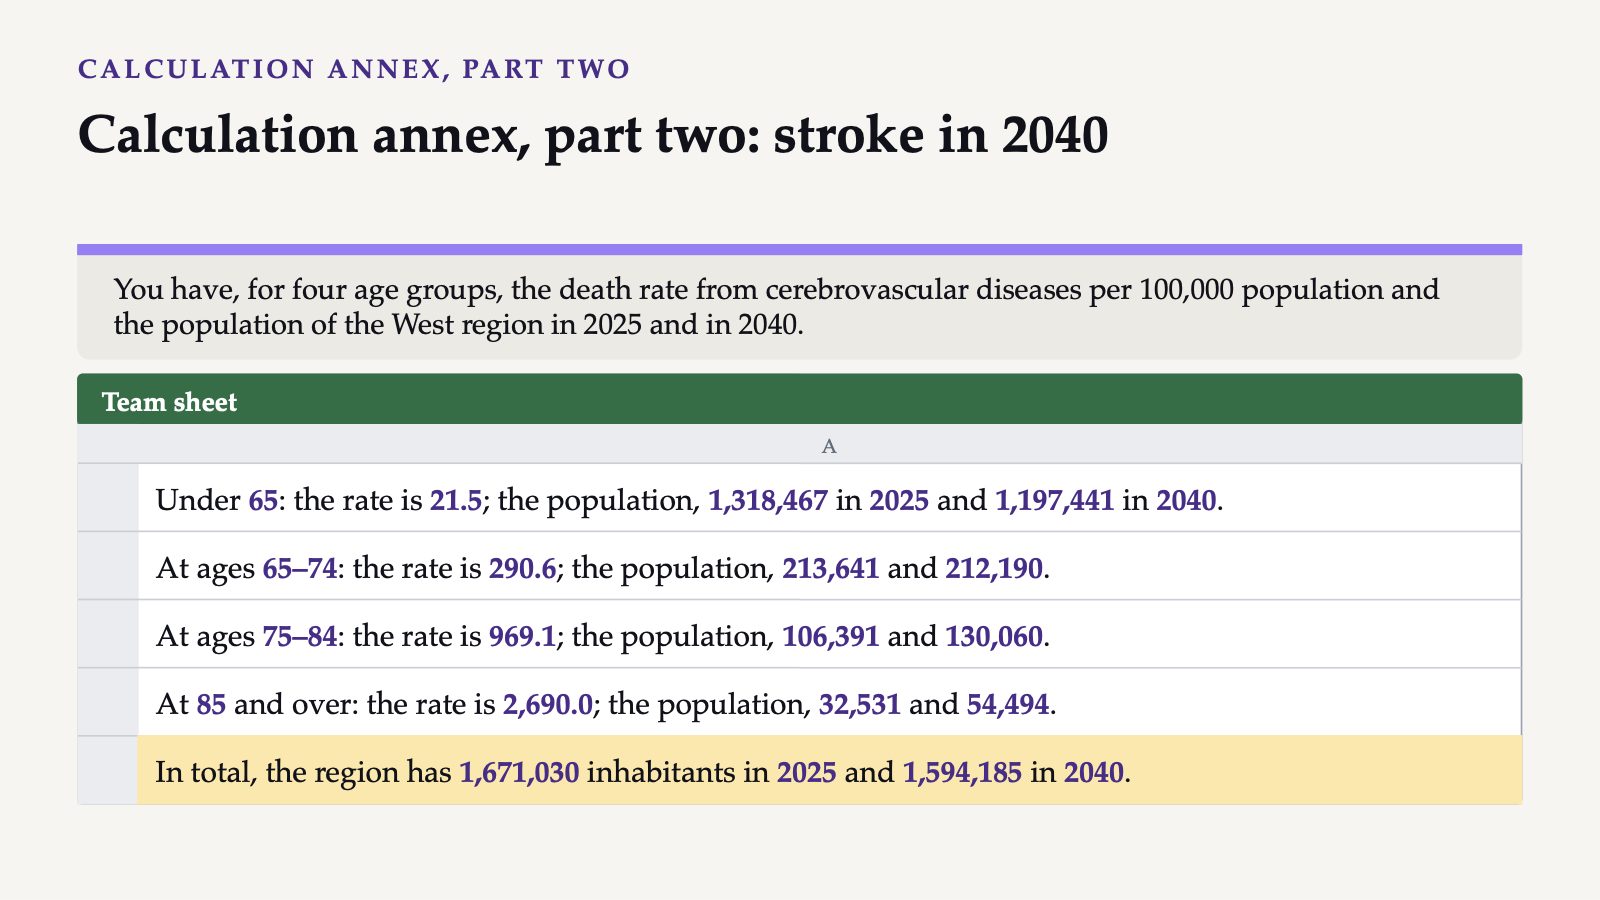 CALCULATION ANNEX, PART TWO
Calculation annex, part two: stroke in 2040
You have, for four age groups, the death rate from cerebrovascular diseases per 100,000 population and
the population of the West region in 2025 and in 2040.
Team sheet
A
Under 65: the rate is 21.5; the population, 1,318,467 in 2025 and 1,197,441 in 2040.
At ages 65–74: the rate is 290.6; the population, 213,641 and 212,190.
At ages 75–84: the rate is 969.1; the population, 106,391 and 130,060.
At 85 and over: the rate is 2,690.0; the population, 32,531 and 54,494.
In total, the region has 1,671,030 inhabitants in 2025 and 1,594,185 in 2040.